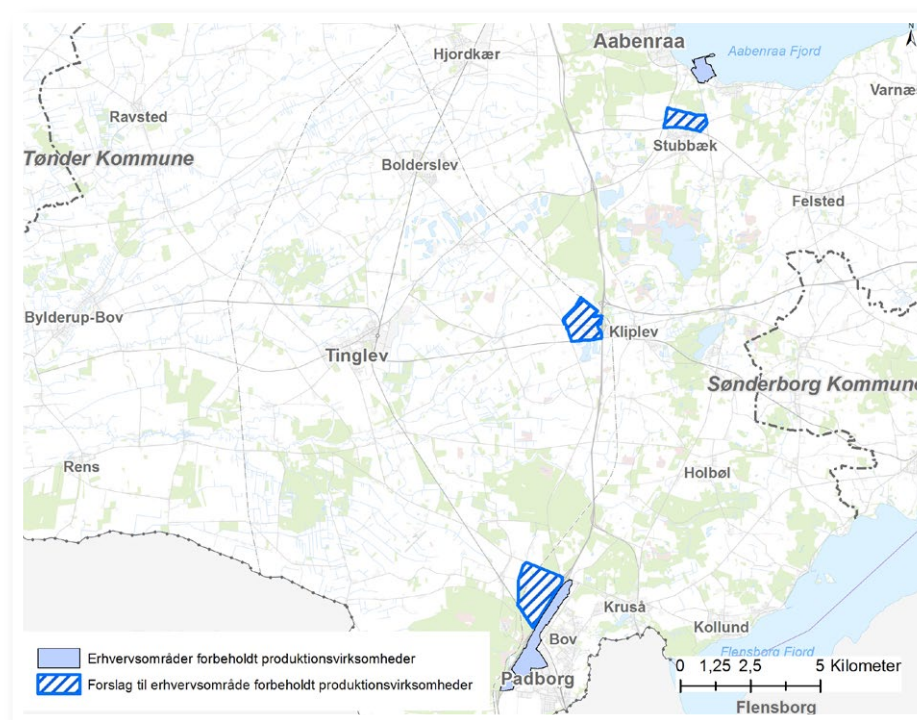 N
Aabenraa
Hjordkær
Aabenraa Fjord
Varnæs
Ravsted
Stubbæk
Tønder Kommune
Bolderslev
Felsted
Bylderup-Bov
Kliplev
Tinglev
Sønderborg Kommune
Rens
Holbøl
Kruså
Kollund
Bov
Flensborg Fjord
Padborg
Erhvervsområder forbeholdt produktionsvirksomheder
Forslag til erhvervsområde forbeholdt produktionsvirksomheder
0 1,25 2,5 5 Kilometer
Flensborg